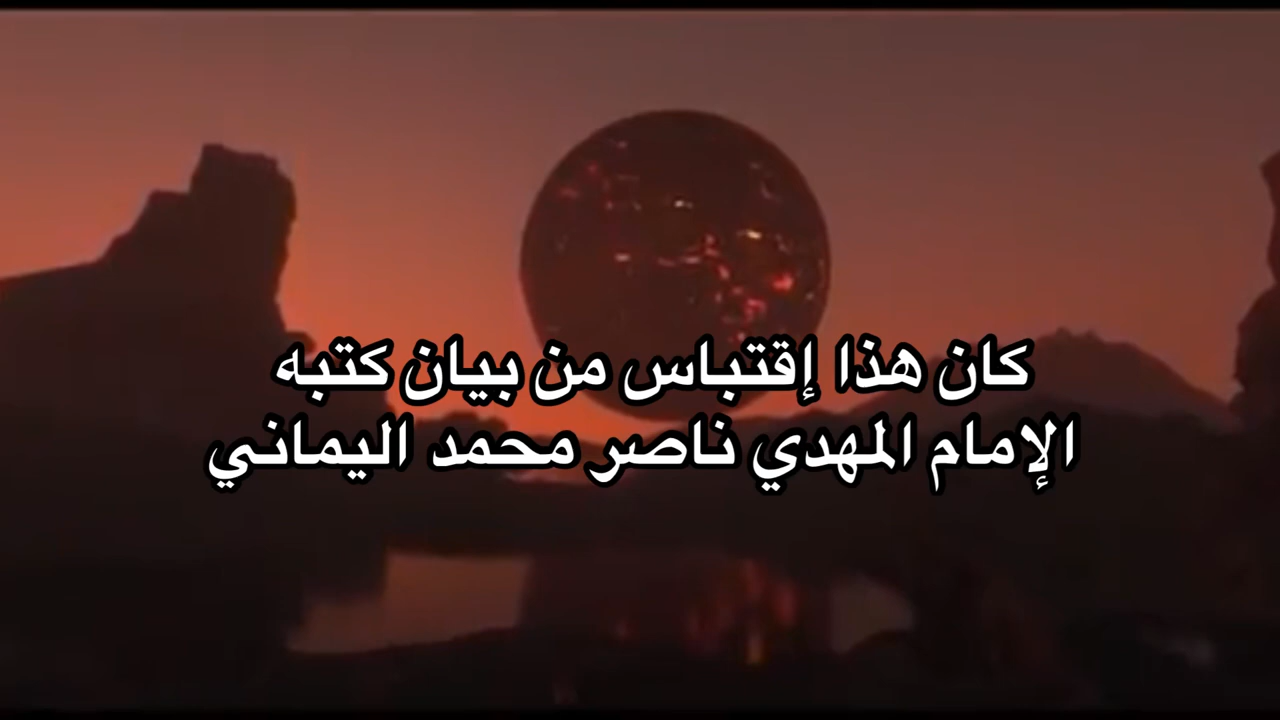 كان هذا إقتباس من بيان كتبه
الإمام المهدي ناصر محمد اليماني